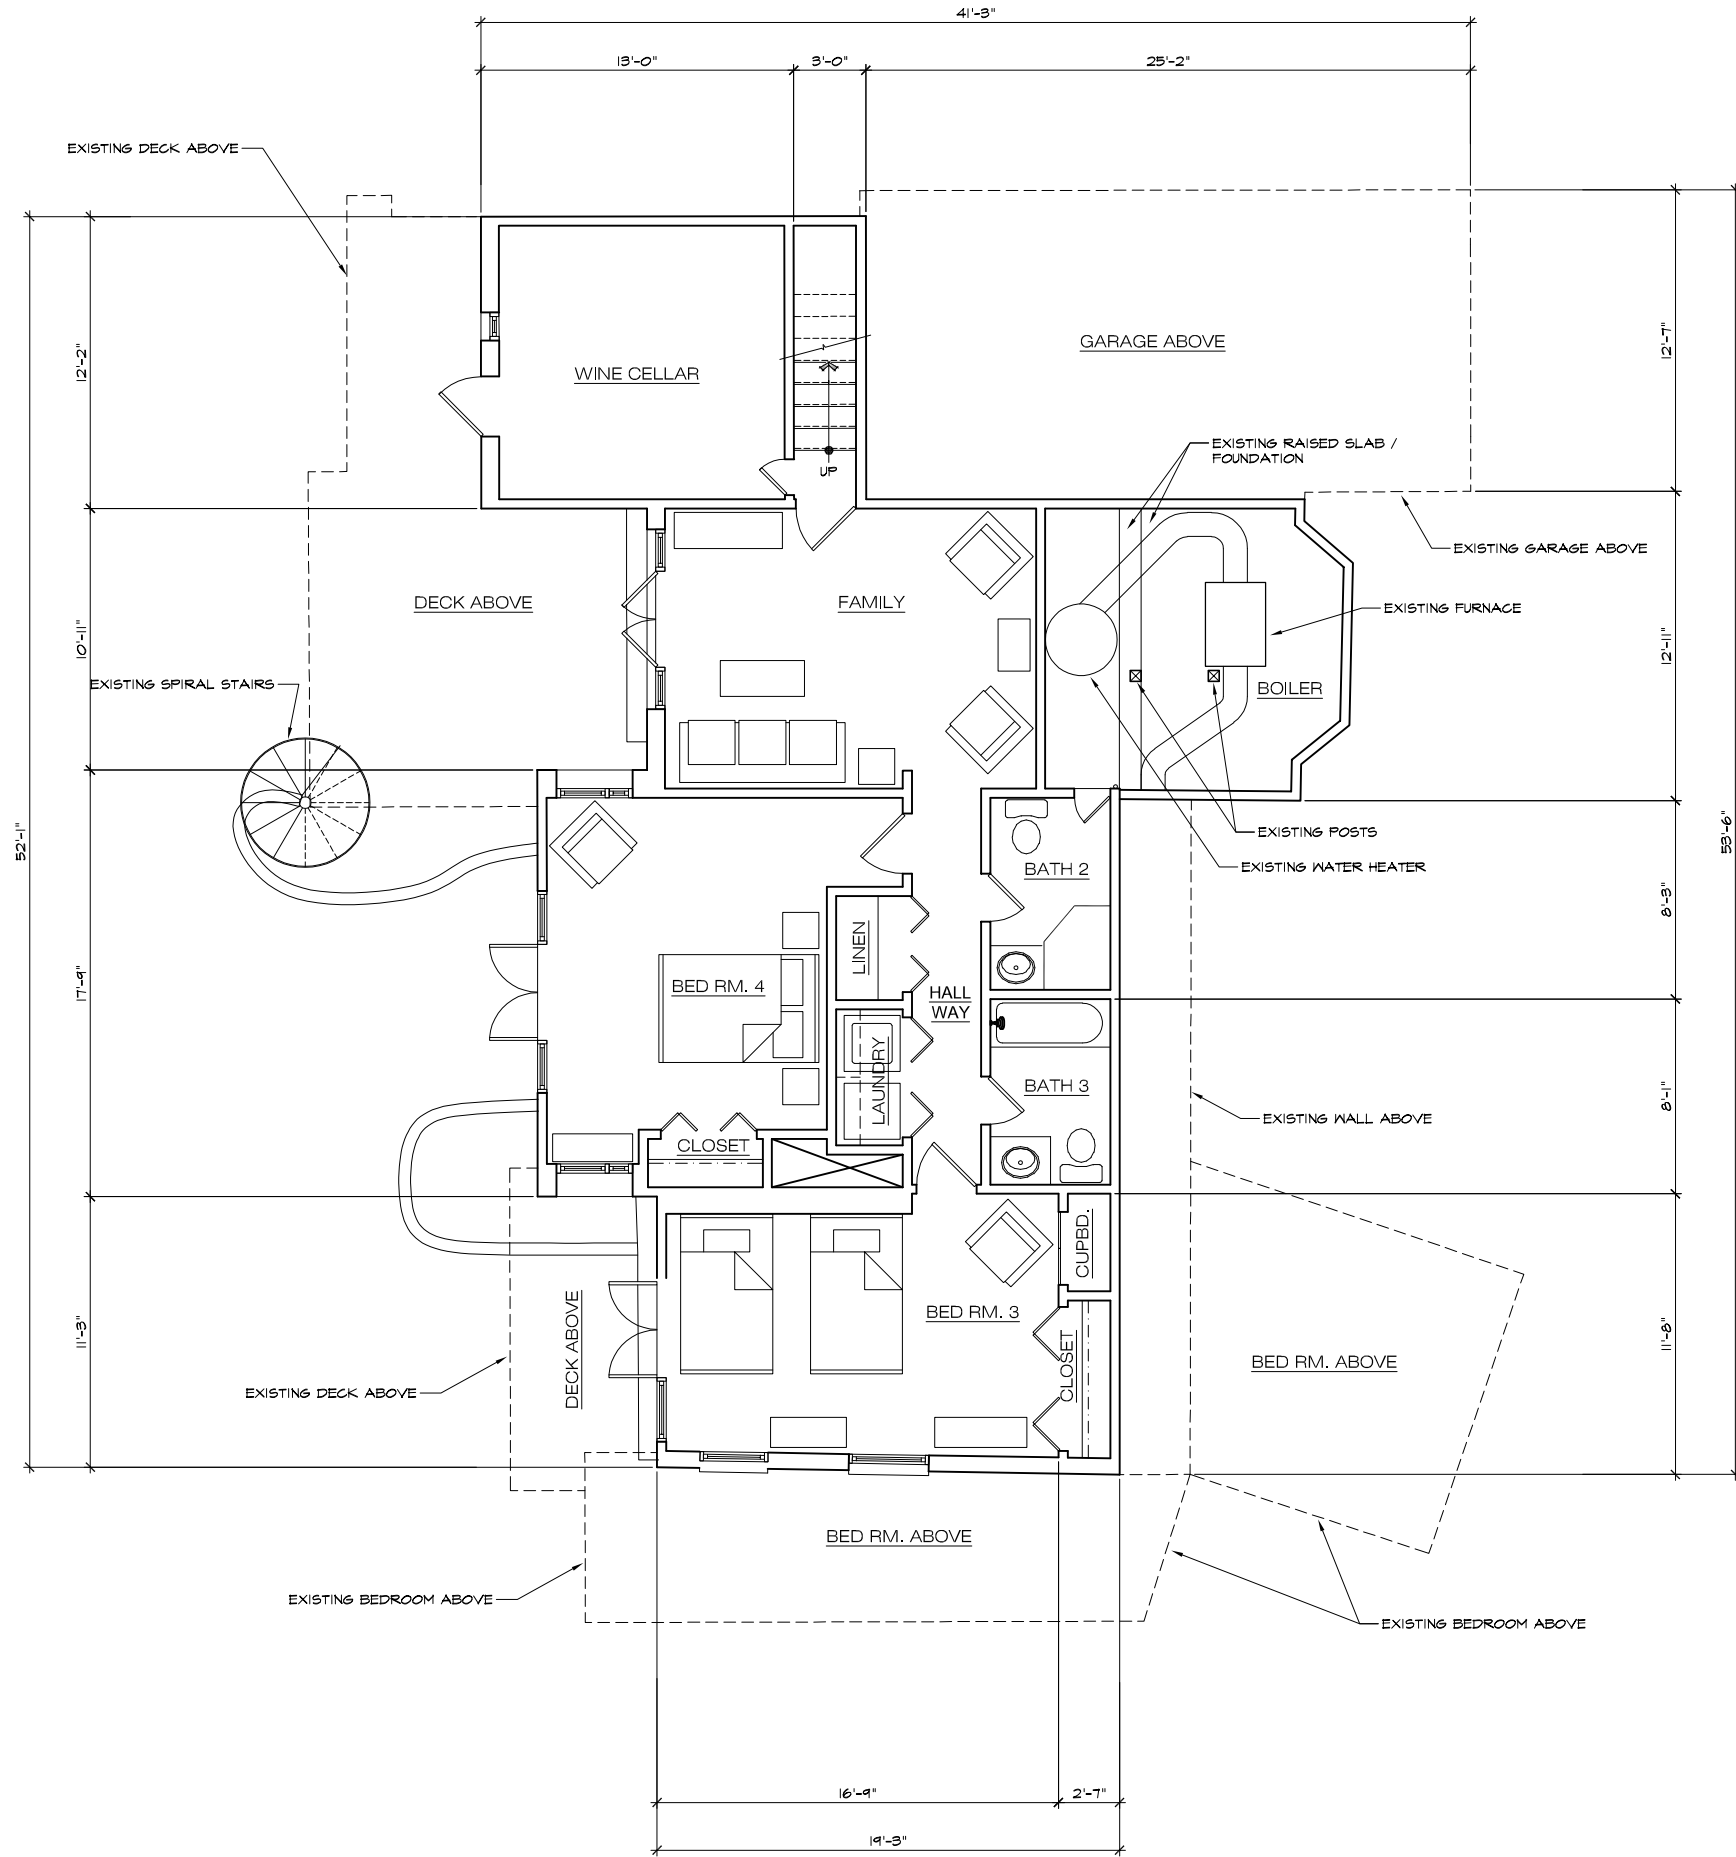 41'-3"
13'-0"
3'-0"
25'-2"
EXISTING DECK ABOVE
GARAGE ABOVE
12'-2"
12'-7"
WINE CELLAR
EXISTING RAISED SLAB /
FOUNDATION
UP
EXISTING GARAGE ABOVE
DECK ABOVE
FAMILY
EXISTING FURNACE
10'-11"
12'-11"
EXISTING SPIRAL STAIRS
BOILER
52'-1"
53'-6"
EXISTING POSTS
BATH 2
EXISTING WATER HEATER
8'-3"
LINEN
17'-9"
BED RM. 4
HALL
WAY
LAUNDRY
BATH 3
8'-1"
EXISTING WALL ABOVE
CLOSET
CUPBD.
BED RM. 3
11'-3"
11'-8"
DECK ABOVE
CLOSET
BED RM. ABOVE
EXISTING DECK ABOVE
BED RM. ABOVE
EXISTING BEDROOM ABOVE
EXISTING BEDROOM ABOVE
16'-9"
2'-7"
19'-3"